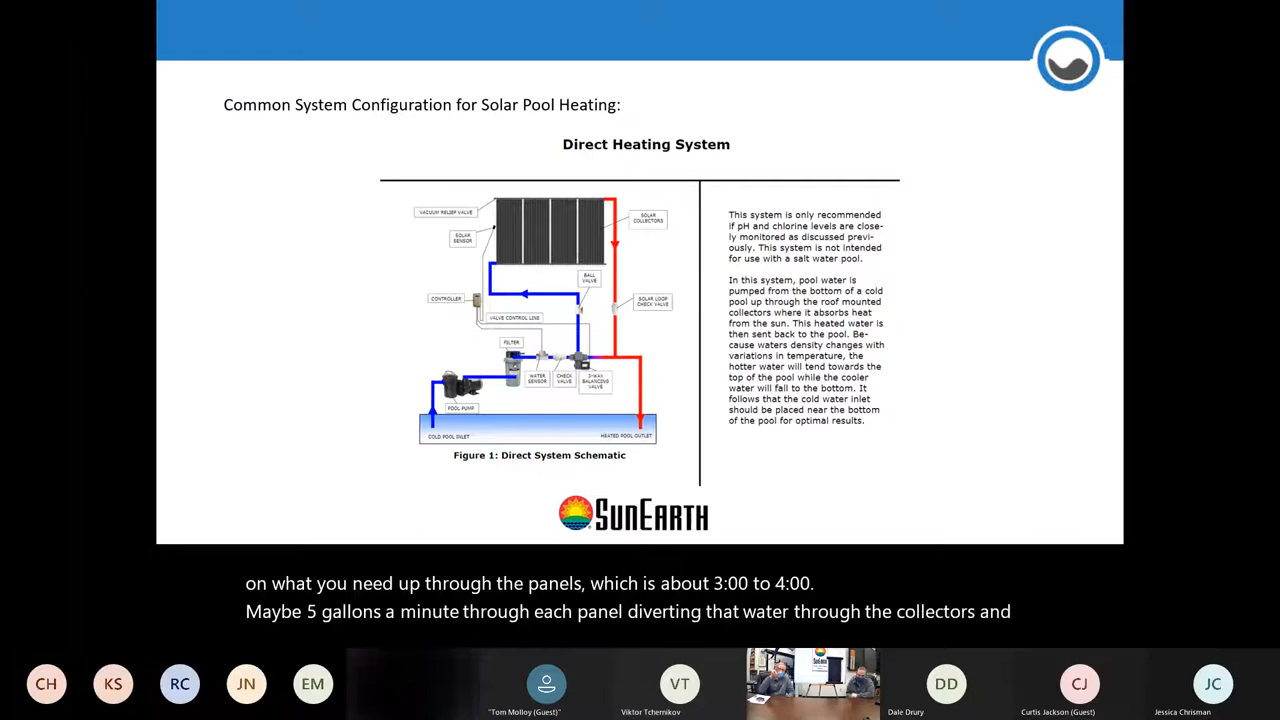 Common System Configuration for Solar Pool Heating:
Direct Heating System
VACUUM RELIEF VALVE
SOLAR
COLLECTORS
SOLAR
SENSOR
BALL
VALVE
CONTROLLER
SOLAR LOOP
CHECK VALVE
VALVE CONTROL LINE
FILTER
WATER
SENSOR
CHECK
VALVE
3-WAY
BALANCING
VALVE
POOL PUMP
COLD POOL INLET
HEATED POOL OUTLET
Figure 1: Direct System Schematic
This system is only recommended
if pH and chlorine levels are close-
ly monitored as discussed previ-
ously. This system is not intended
for use with a salt water pool.
In this system, pool water is
pumped from the bottom of a cold
pool up through the roof mounted
collectors where it absorbs heat
from the sun. This heated water is
then sent back to the pool. Be-
cause waters density changes with
variations in temperature, the
hotter water will tend towards the
top of the pool while the cooler
water will fall to the bottom. It
follows that the cold water inlet
should be placed near the bottom
of the pool for optimal results.
SUNEARTH
on what you need up through the panels, which is about 3:00 to 4:00.
Maybe 5 gallons a minute through each panel diverting that water through the collectors and
CH
KS
RC
JN
EM
"Tom Molloy (Guest)"
VT
Viktor Tchernikov
DD
Dale Drury
CJ
Curtis Jackson (Guest)
JC
Jessica Chrisman